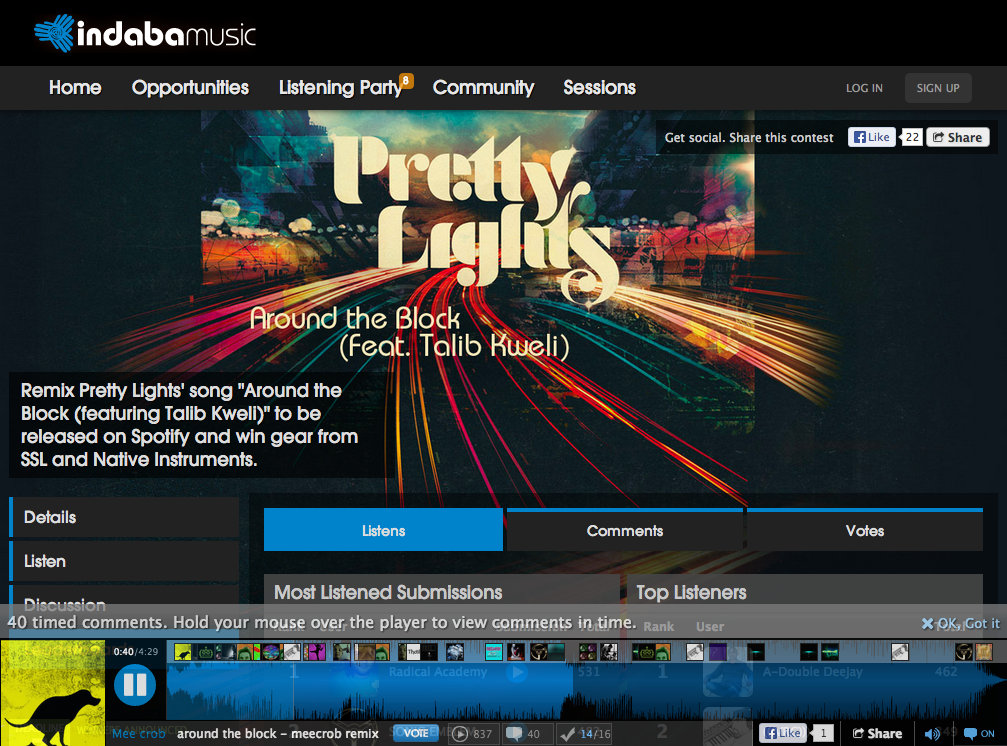 indabamusic
Home Opportunities Listening Party 8 Community Sessions LOG IN SIGN UP
Get social. Share this contest Like 22 Share
Pretty
Lights
Around the Block
(Feat. Talib Kweli)
Remix Pretty Lights' song "Around the
Block (featuring Talib Kweli)" to be
released on Spotify and win gear from
SSL and Native Instruments.
Details
Listen
Discussion
Listens Comments Votes
Most Listened Submissions Top Listeners
Rank User
40 timed comments. Hold your mouse over the player to view comments in time. OK, Got it
0:40/4:29
1 Radical Academy 531 1 A-Double Deejay 462
2 2
Mee crob around the block – meecrob remix VOTE 837 40 14/16 Like 1 Share ON